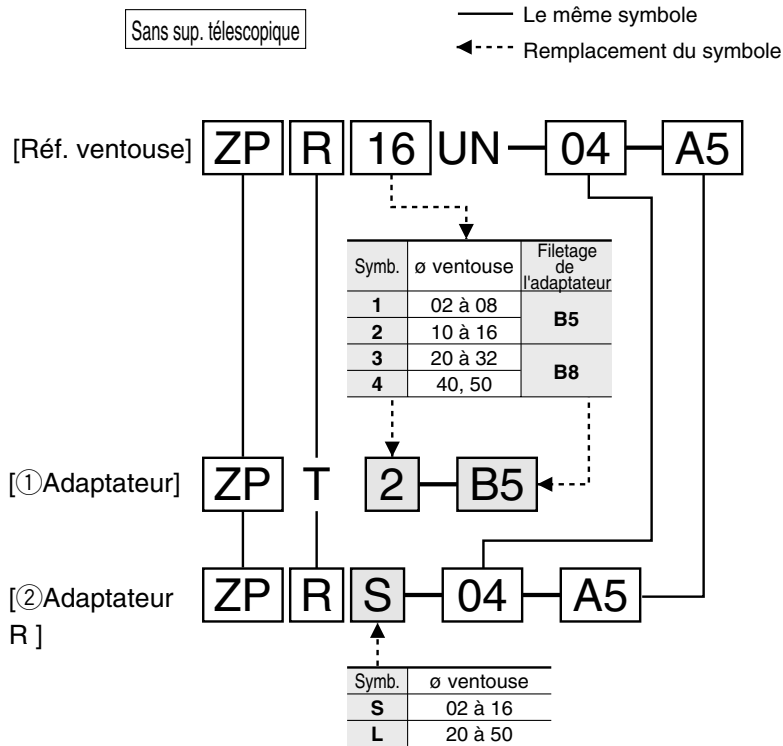 Sans sup. télescopique
Le même symbole
Remplacement du symbole
[Réf. ventouse] ZP R 16 UN 04 A5
Symb. ø ventouse Filetage de l'adaptateur
1 02 à 08 B5
2 10 à 16
3 20 à 32 B8
4 40, 50
[①Adaptateur] ZP T 2 B5
[②Adaptateur R ] ZP R S 04 A5
Symb. ø ventouse
S 02 à 16
L 20 à 50